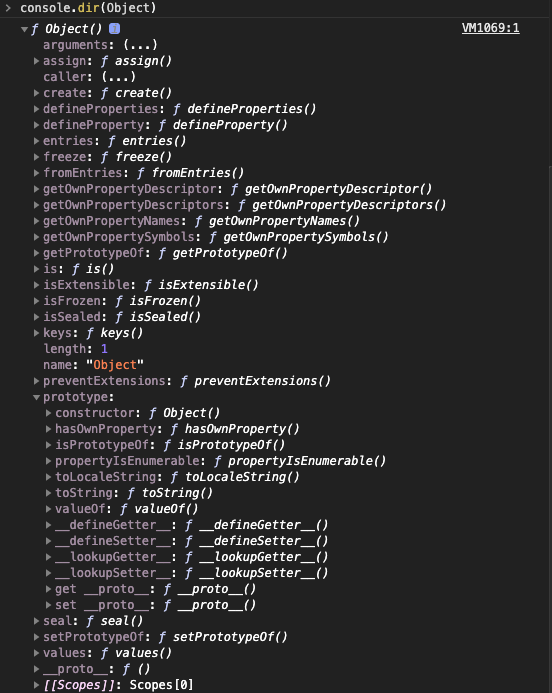 > console.dir(Object)
▼ƒ Object() i VM1069:1
arguments: (...)
▶assign: ƒ assign()
caller: (...)
▶create: ƒ create()
▶defineProperties: ƒ defineProperties()
▶defineProperty: ƒ defineProperty()
▶entries: ƒ entries()
▶freeze: ƒ freeze()
▶fromEntries: ƒ fromEntries()
▶getOwnPropertyDescriptor: ƒ getOwnPropertyDescriptor()
▶getOwnPropertyDescriptors: ƒ getOwnPropertyDescriptors()
▶getOwnPropertyNames: ƒ getOwnPropertyNames()
▶getOwnPropertySymbols: ƒ getOwnPropertySymbols()
▶getPrototypeOf: ƒ getPrototypeOf()
▶is: ƒ is()
▶isExtensible: ƒ isExtensible()
▶isFrozen: ƒ isFrozen()
▶isSealed: ƒ isSealed()
▶keys: ƒ keys()
length: 1
name: "Object"
▶preventExtensions: ƒ preventExtensions()
▼prototype:
▶constructor: ƒ Object()
▶hasOwnProperty: ƒ hasOwnProperty()
▶isPrototypeOf: ƒ isPrototypeOf()
▶propertyIsEnumerable: ƒ propertyIsEnumerable()
▶toLocaleString: ƒ toLocaleString()
▶toString: ƒ toString()
▶valueOf: ƒ valueOf()
▶__defineGetter__: ƒ __defineGetter__()
▶__defineSetter__: ƒ __defineSetter__()
▶__lookupGetter__: ƒ __lookupGetter__()
▶__lookupSetter__: ƒ __lookupSetter__()
▶get __proto__: ƒ __proto__()
▶set __proto__: ƒ __proto__()
▶seal: ƒ seal()
▶setPrototypeOf: ƒ setPrototypeOf()
▶values: ƒ values()
▶__proto__: ƒ ()
▶[[Scopes]]: Scopes[0]